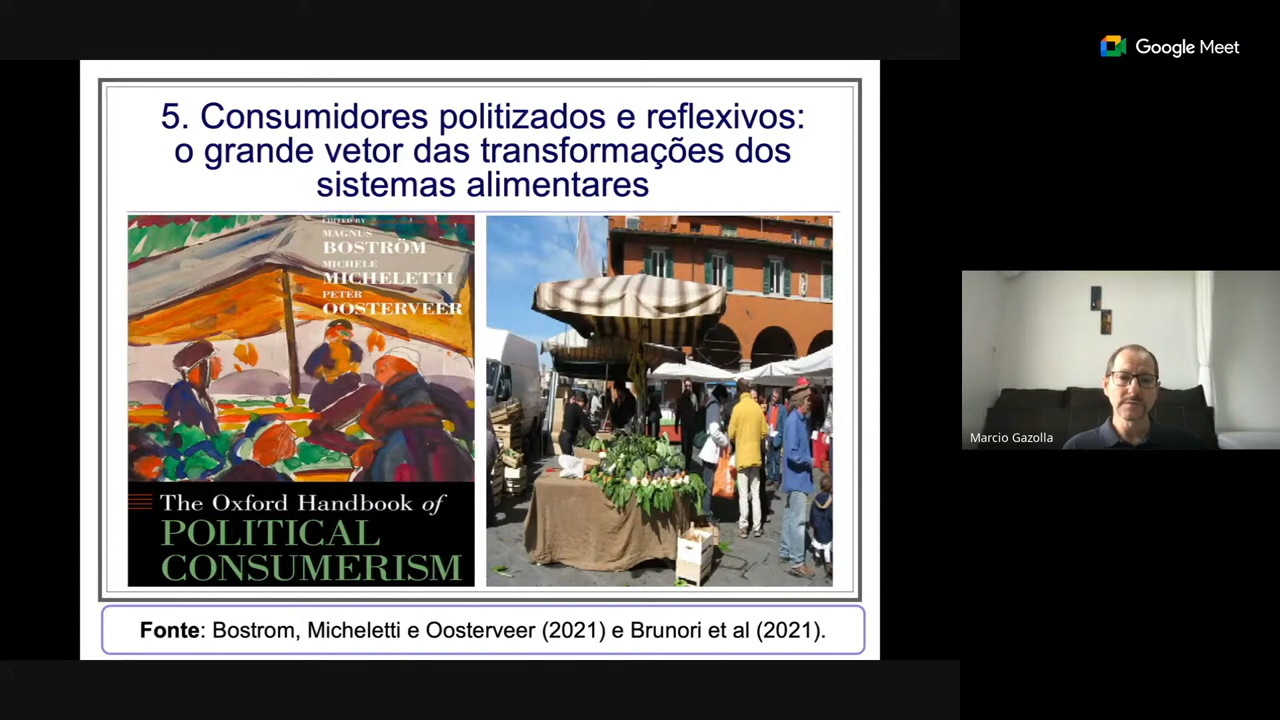 Google Meet
5. Consumidores politizados e reflexivos:
o grande vetor das transformações dos
sistemas alimentares
EDITED BY
MAGNUS
BOSTRÖM
MICHELE
MICHELETTI
PETER
OOSTERVEER
The Oxford Handbook of
POLITICAL
CONSUMERISM
Fonte: Bostrom, Micheletti e Oosterveer (2021) e Brunori et al (2021).
Marcio Gazolla